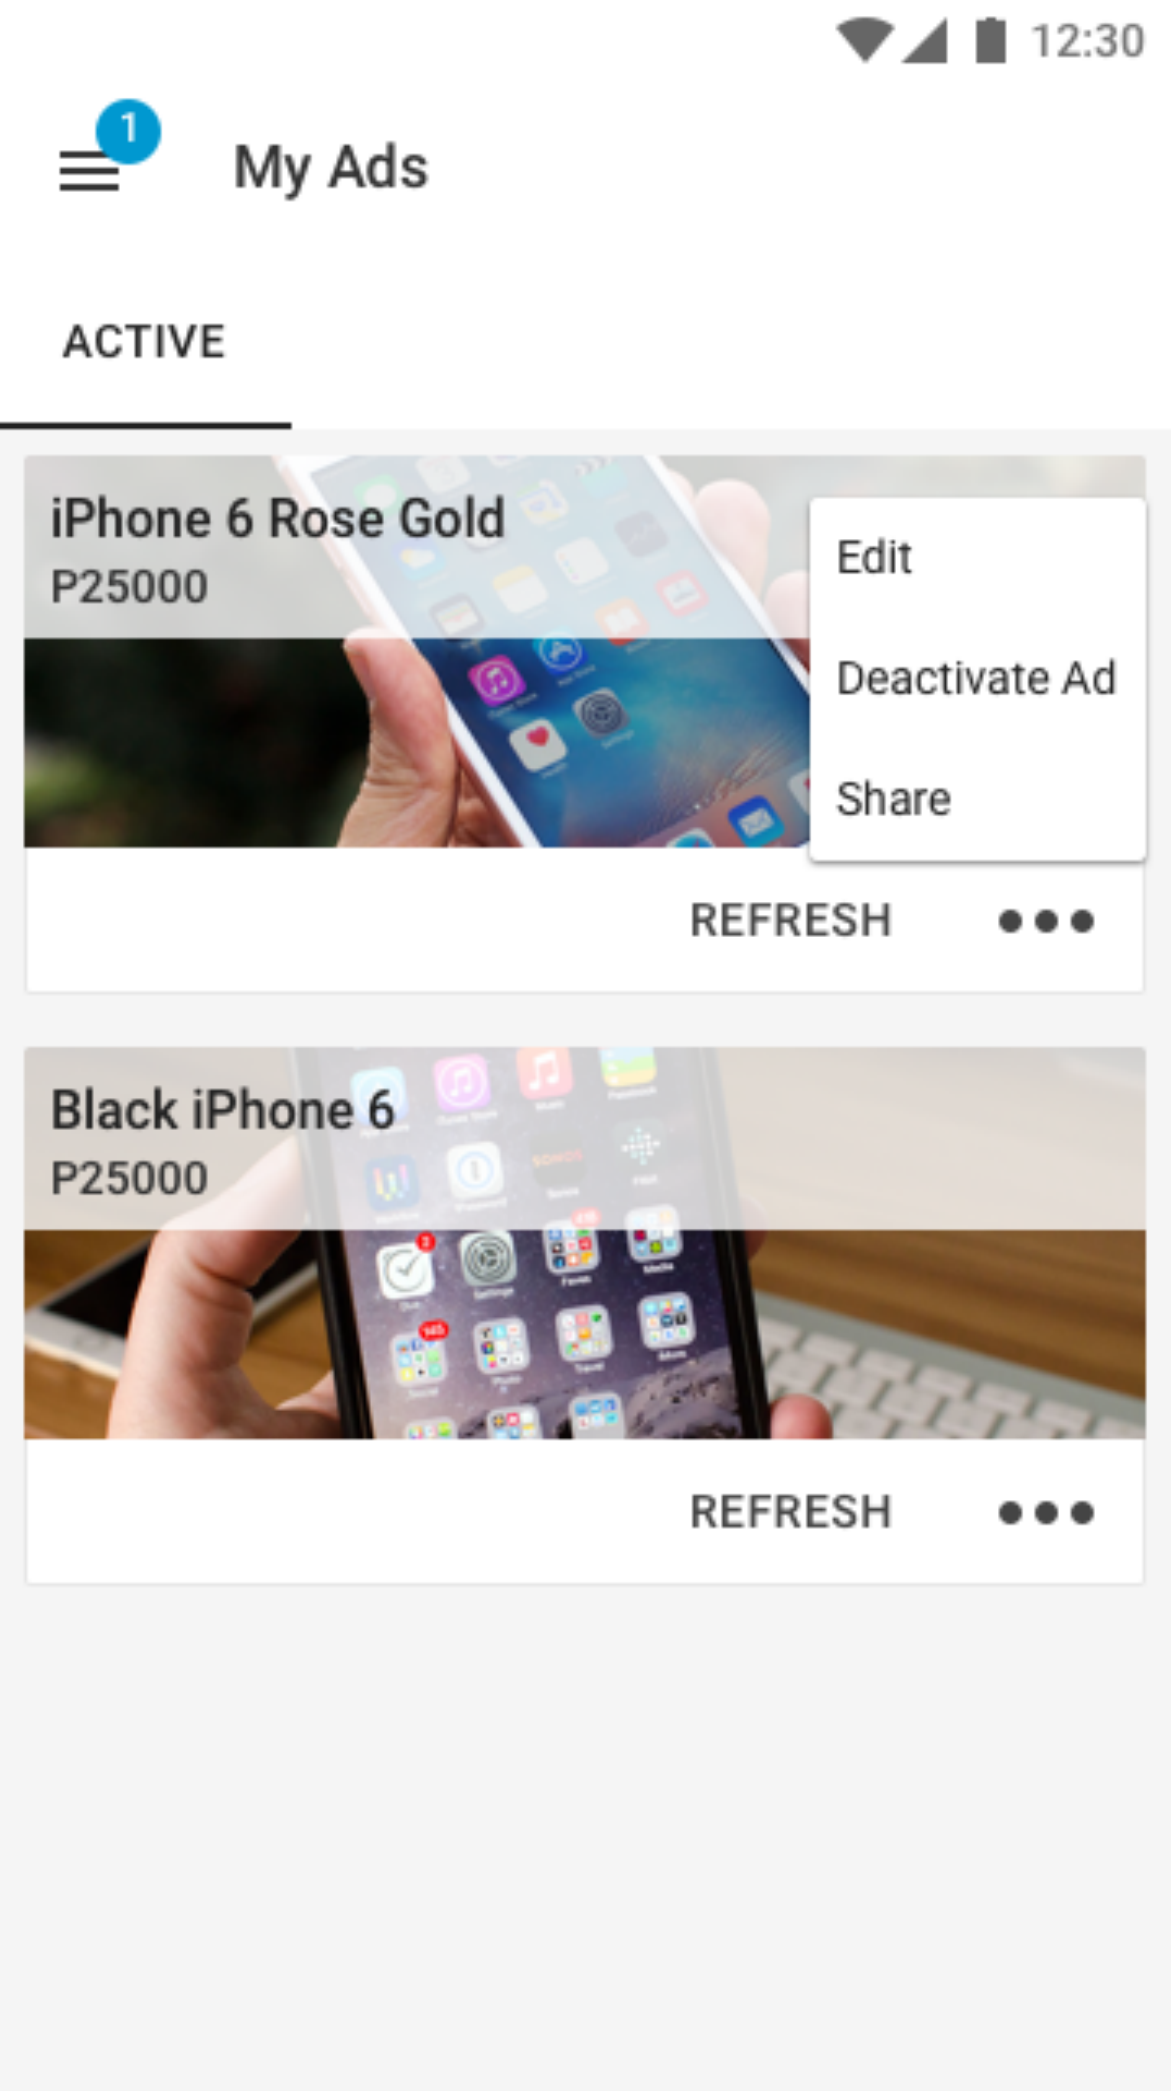 12:30
1
My Ads
ACTIVE
iPhone 6 Rose Gold
P25000
Edit
Deactivate Ad
Share
REFRESH
Black iPhone 6
P25000
REFRESH